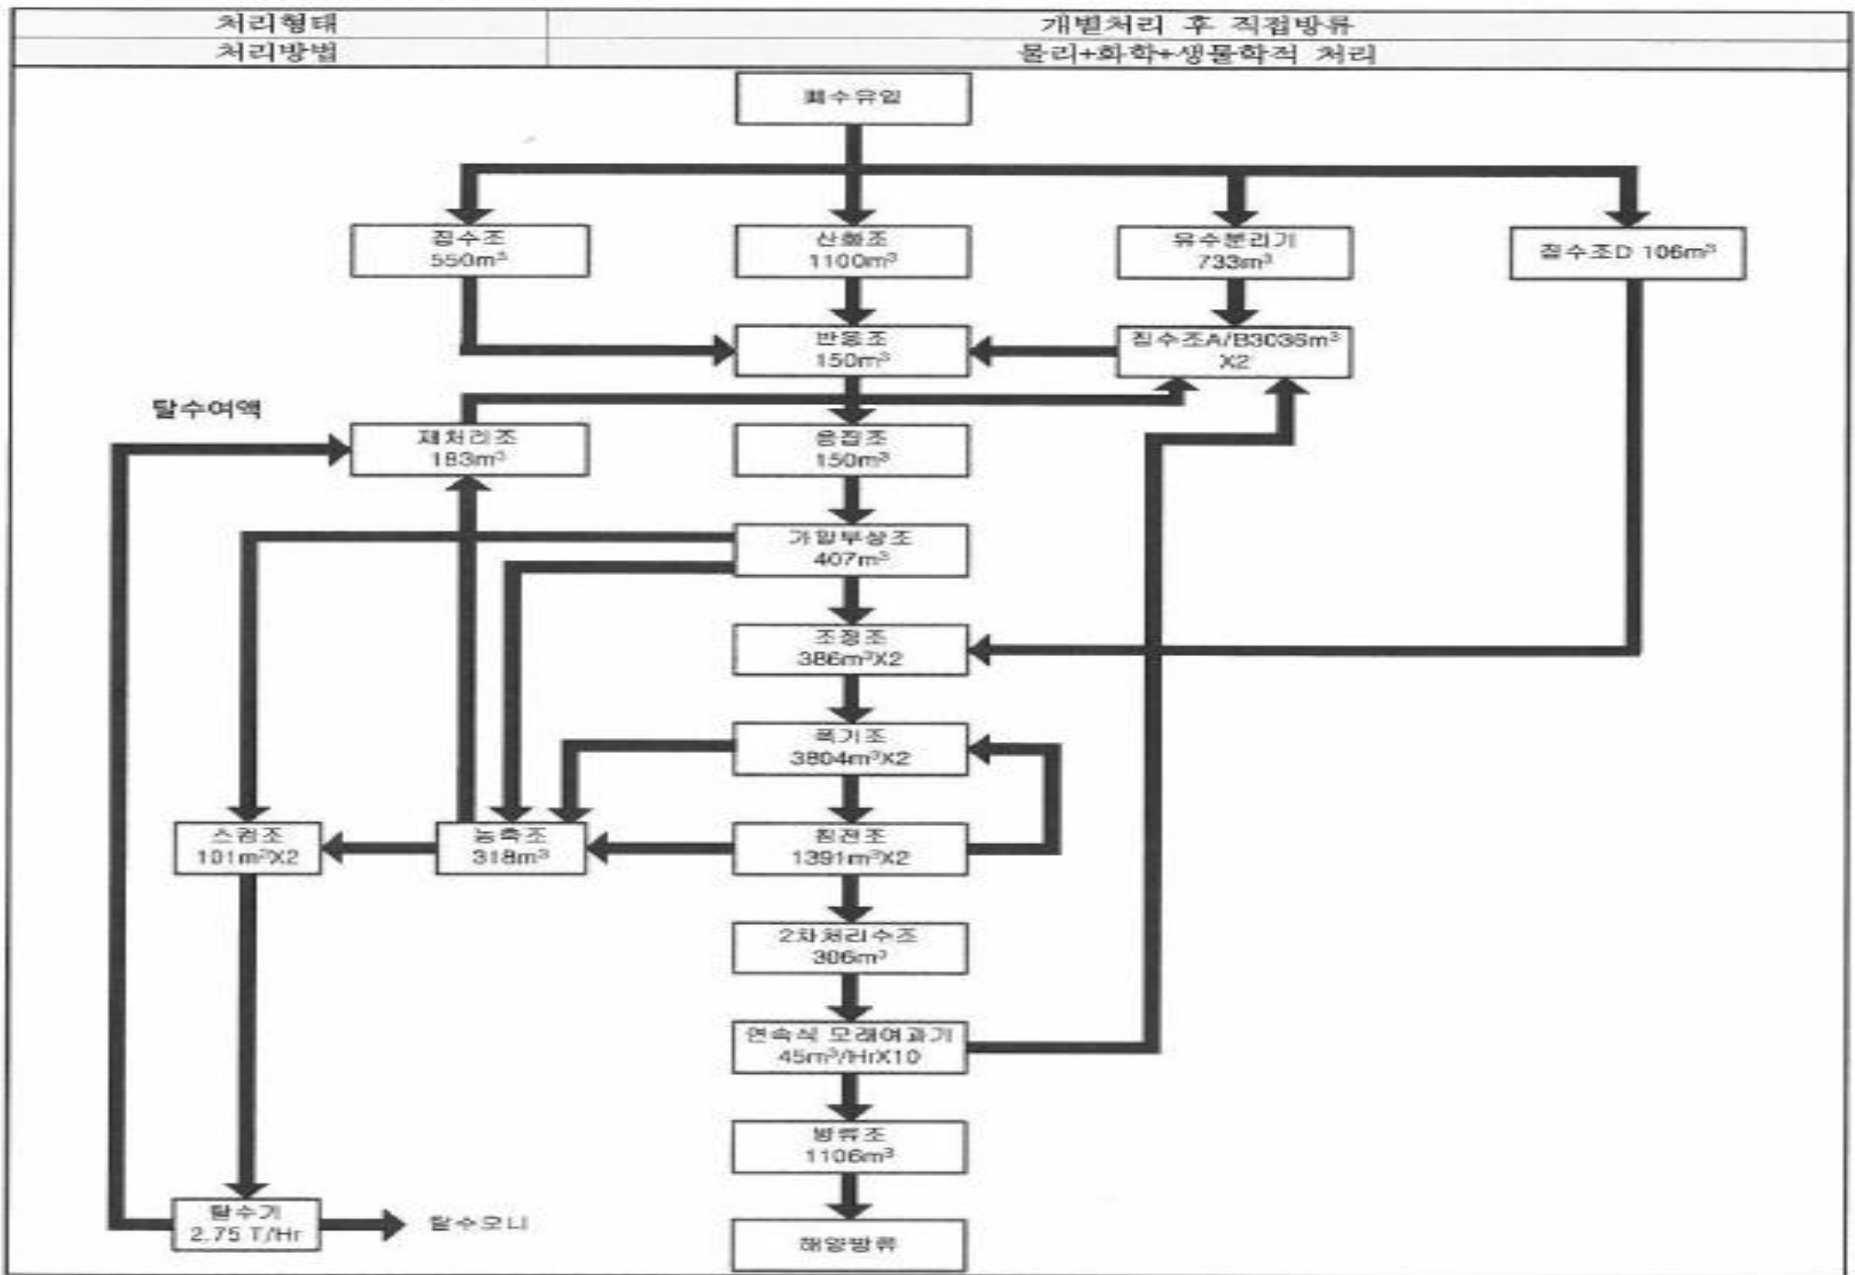 처리형태
개별처리 후 직접방류
처리방법
물리+화학+생물학적 처리
폐수유입
집수조
550m³
산화조
1100m³
유수분리기
733m³
집수조D 106m³
반응조
150m³
집수조A/B3036m³
X2
탈수여액
재처리조
183m³
응집조
150m³
가압부상조
407m³
조정조
386m³X2
폭기조
3804m³X2
스컴조
101m³X2
농축조
318m³
침전조
1391m³X2
2차처리수조
306m³
연속식 모래여과기
45m³/HrX10
방류조
1106m³
탈수기
2.75 T/Hr
탈수오니
해양방류